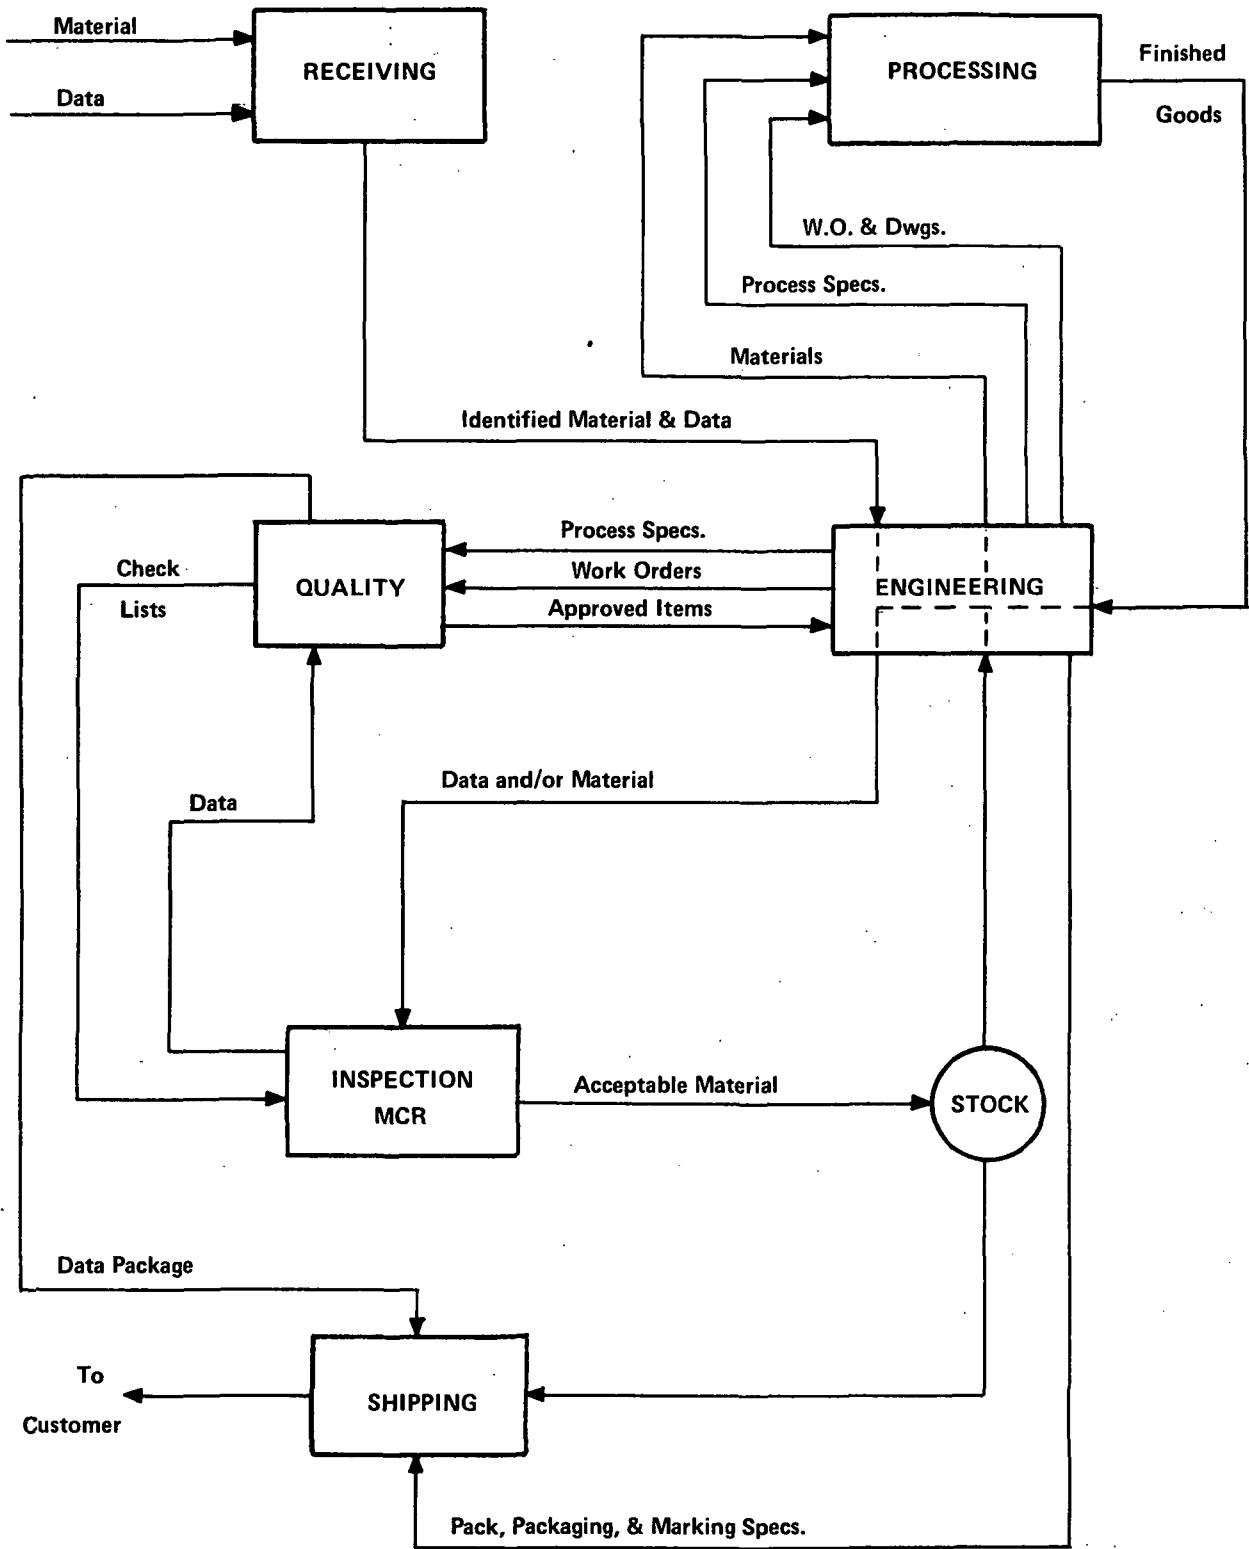 Material
RECEIVING
Data
PROCESSING
Finished
Goods
W.O. & Dwgs.
Process Specs.
Materials
Identified Material & Data
Process Specs.
Check
Lists
QUALITY
Work Orders
Approved Items
ENGINEERING
Data and/or Material
Data
INSPECTION
MCR
Acceptable Material
STOCK
Data Package
To
Customer
SHIPPING
Pack, Packaging, & Marking Specs.